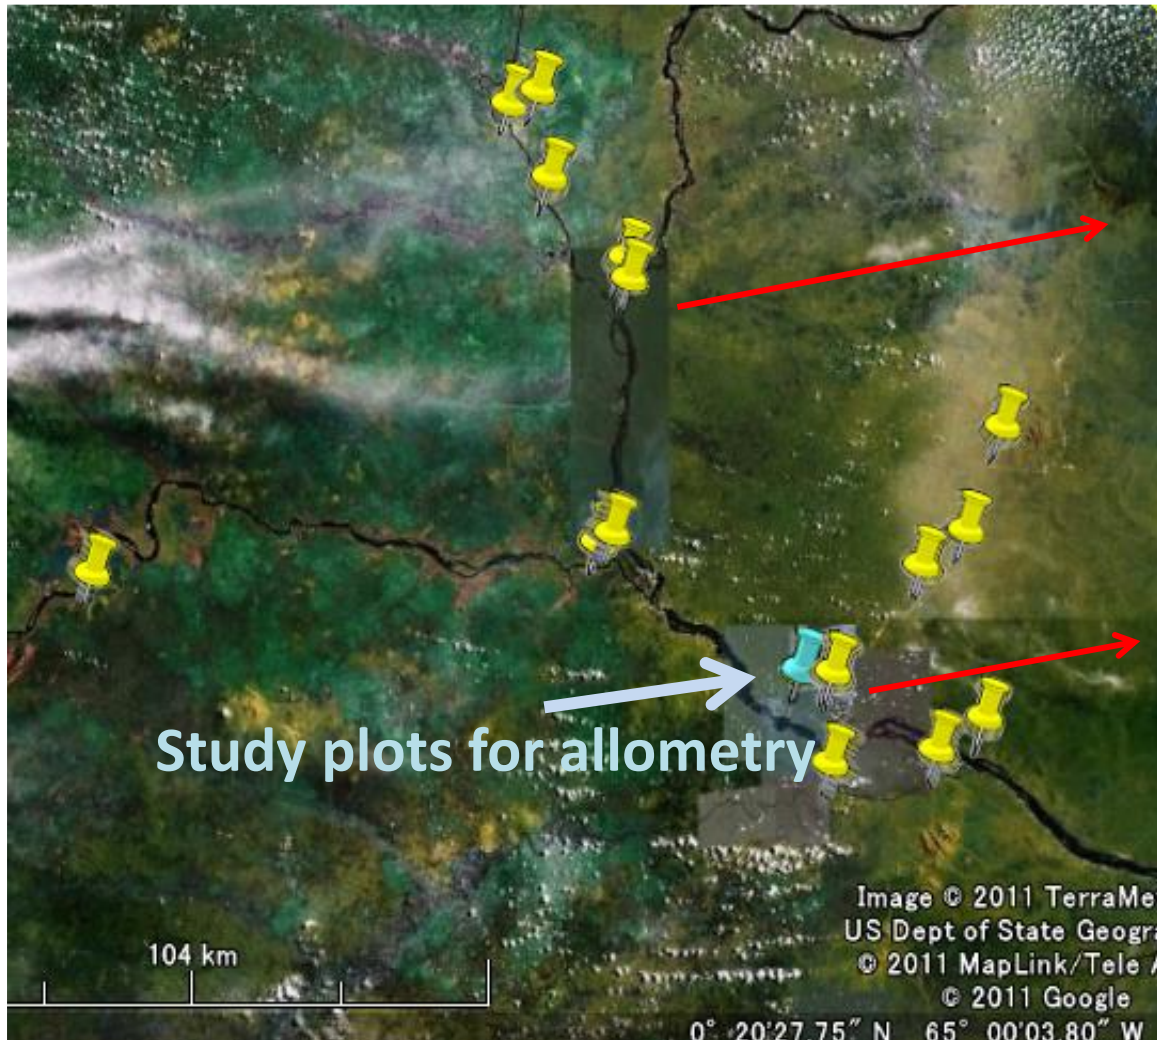 Study plots for allometry
104 km
Image © 2011 TerraMe
US Dept of State Geogra
© 2011 MapLink/Tele A
© 2011 Google
0° 20'27.75" N 65° 00'03.80" W